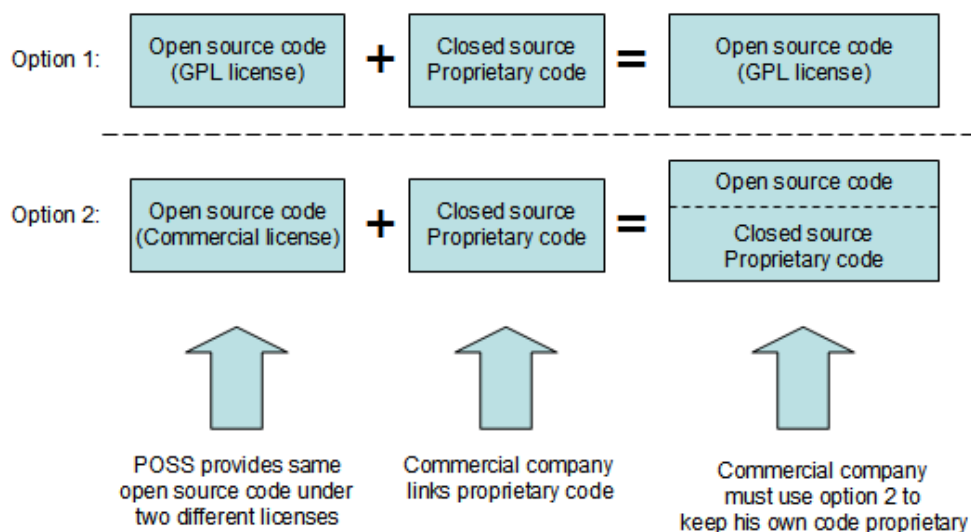 Option 1:
Open source code
(GPL license)
+
Closed source
Proprietary code
=
Open source code
(GPL license)
Option 2:
Open source code
(Commercial license)
+
Closed source
Proprietary code
=
Open source code
Closed source
Proprietary code
POSS provides same
open source code under
two different licenses
Commercial company
links proprietary code
Commercial company
must use option 2 to
keep his own code proprietary